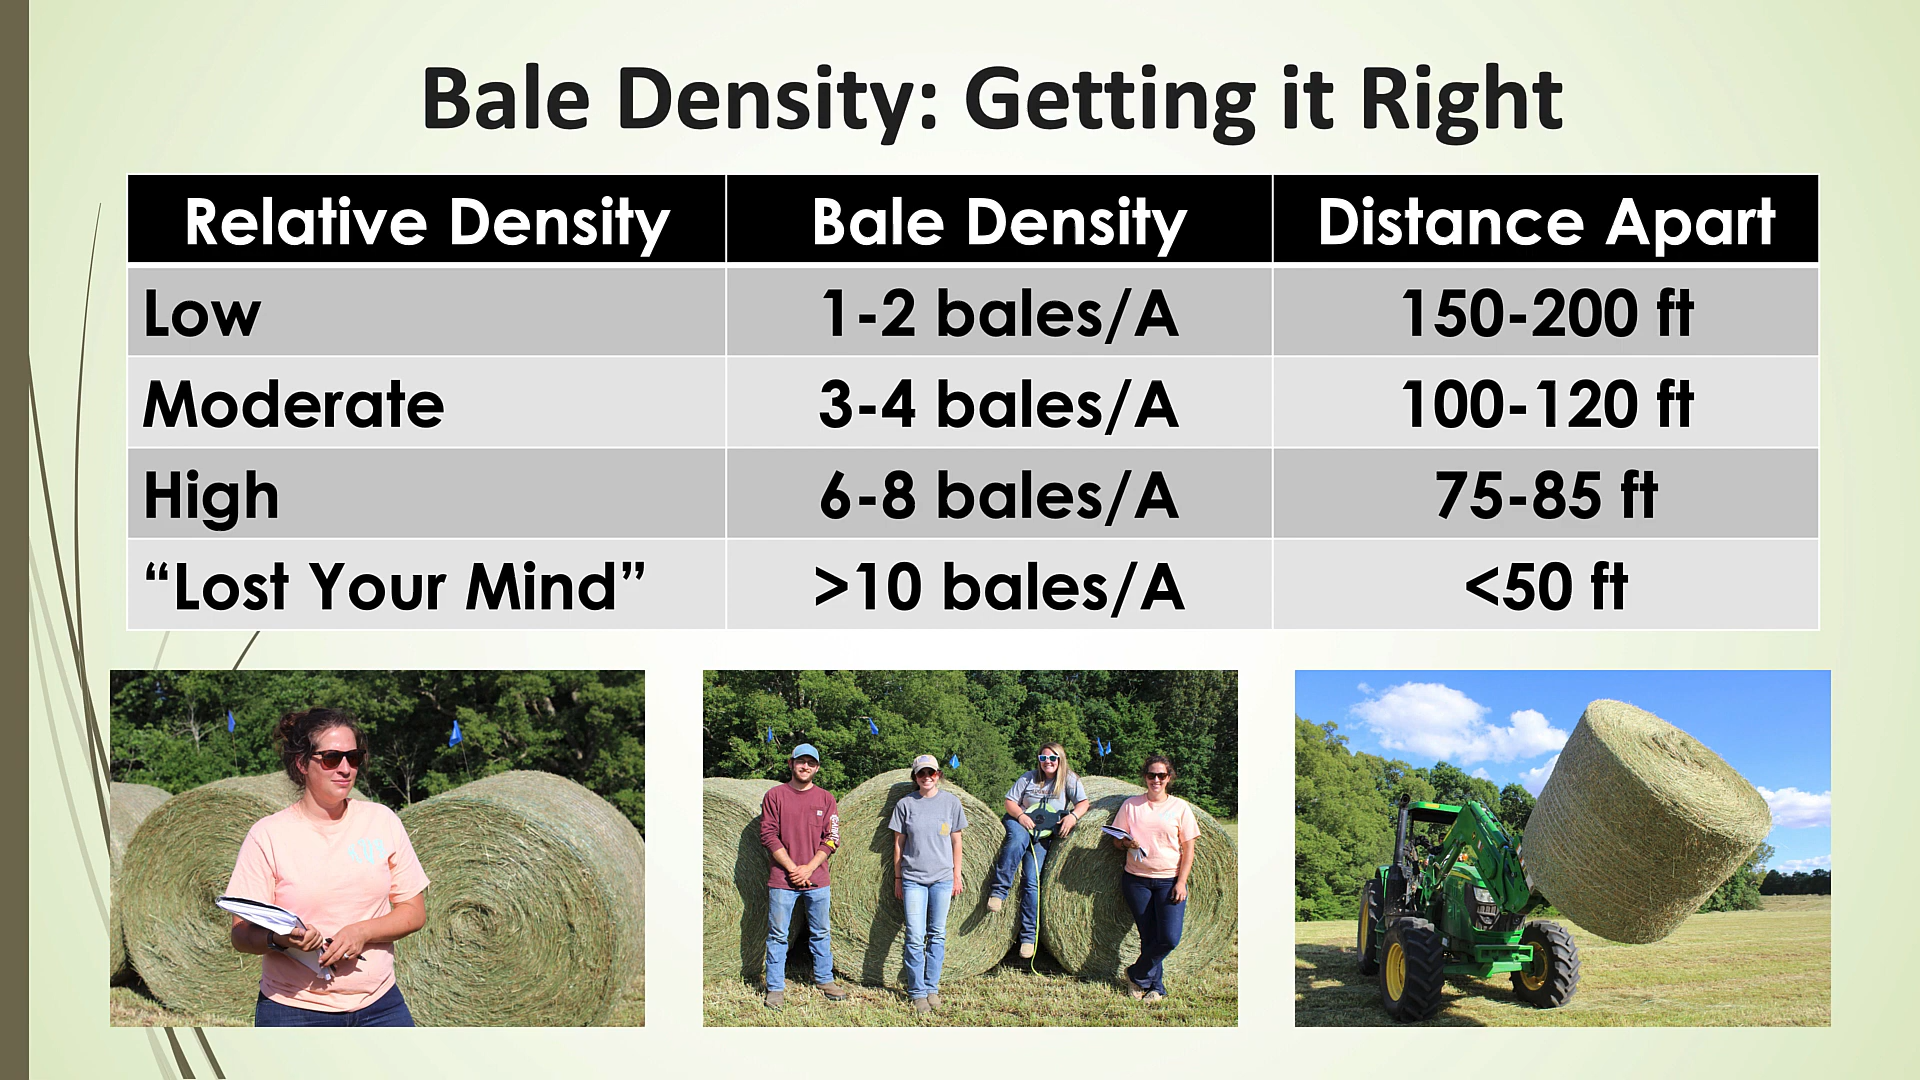 Bale Density: Getting it Right
Relative Density Bale Density Distance Apart
Low 1-2 bales/A 150-200 ft
Moderate 3-4 bales/A 100-120 ft
High 6-8 bales/A 75-85 ft
“Lost Your Mind” >10 bales/A <50 ft